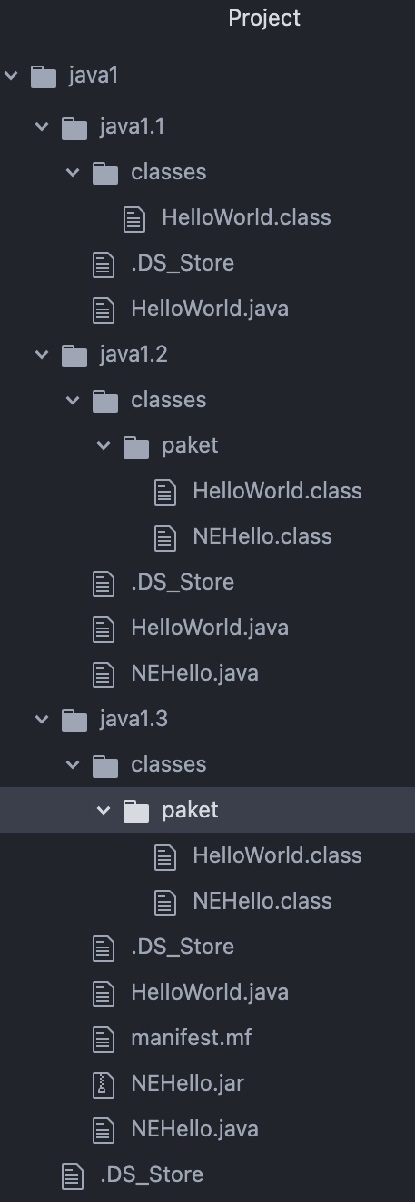 Project
java1
java1.1
classes
HelloWorld.class
.DS_Store
HelloWorld.java
java1.2
classes
paket
HelloWorld.class
NEHello.class
.DS_Store
HelloWorld.java
NEHello.java
java1.3
classes
paket
HelloWorld.class
NEHello.class
.DS_Store
HelloWorld.java
manifest.mf
NEHello.jar
NEHello.java
.DS_Store